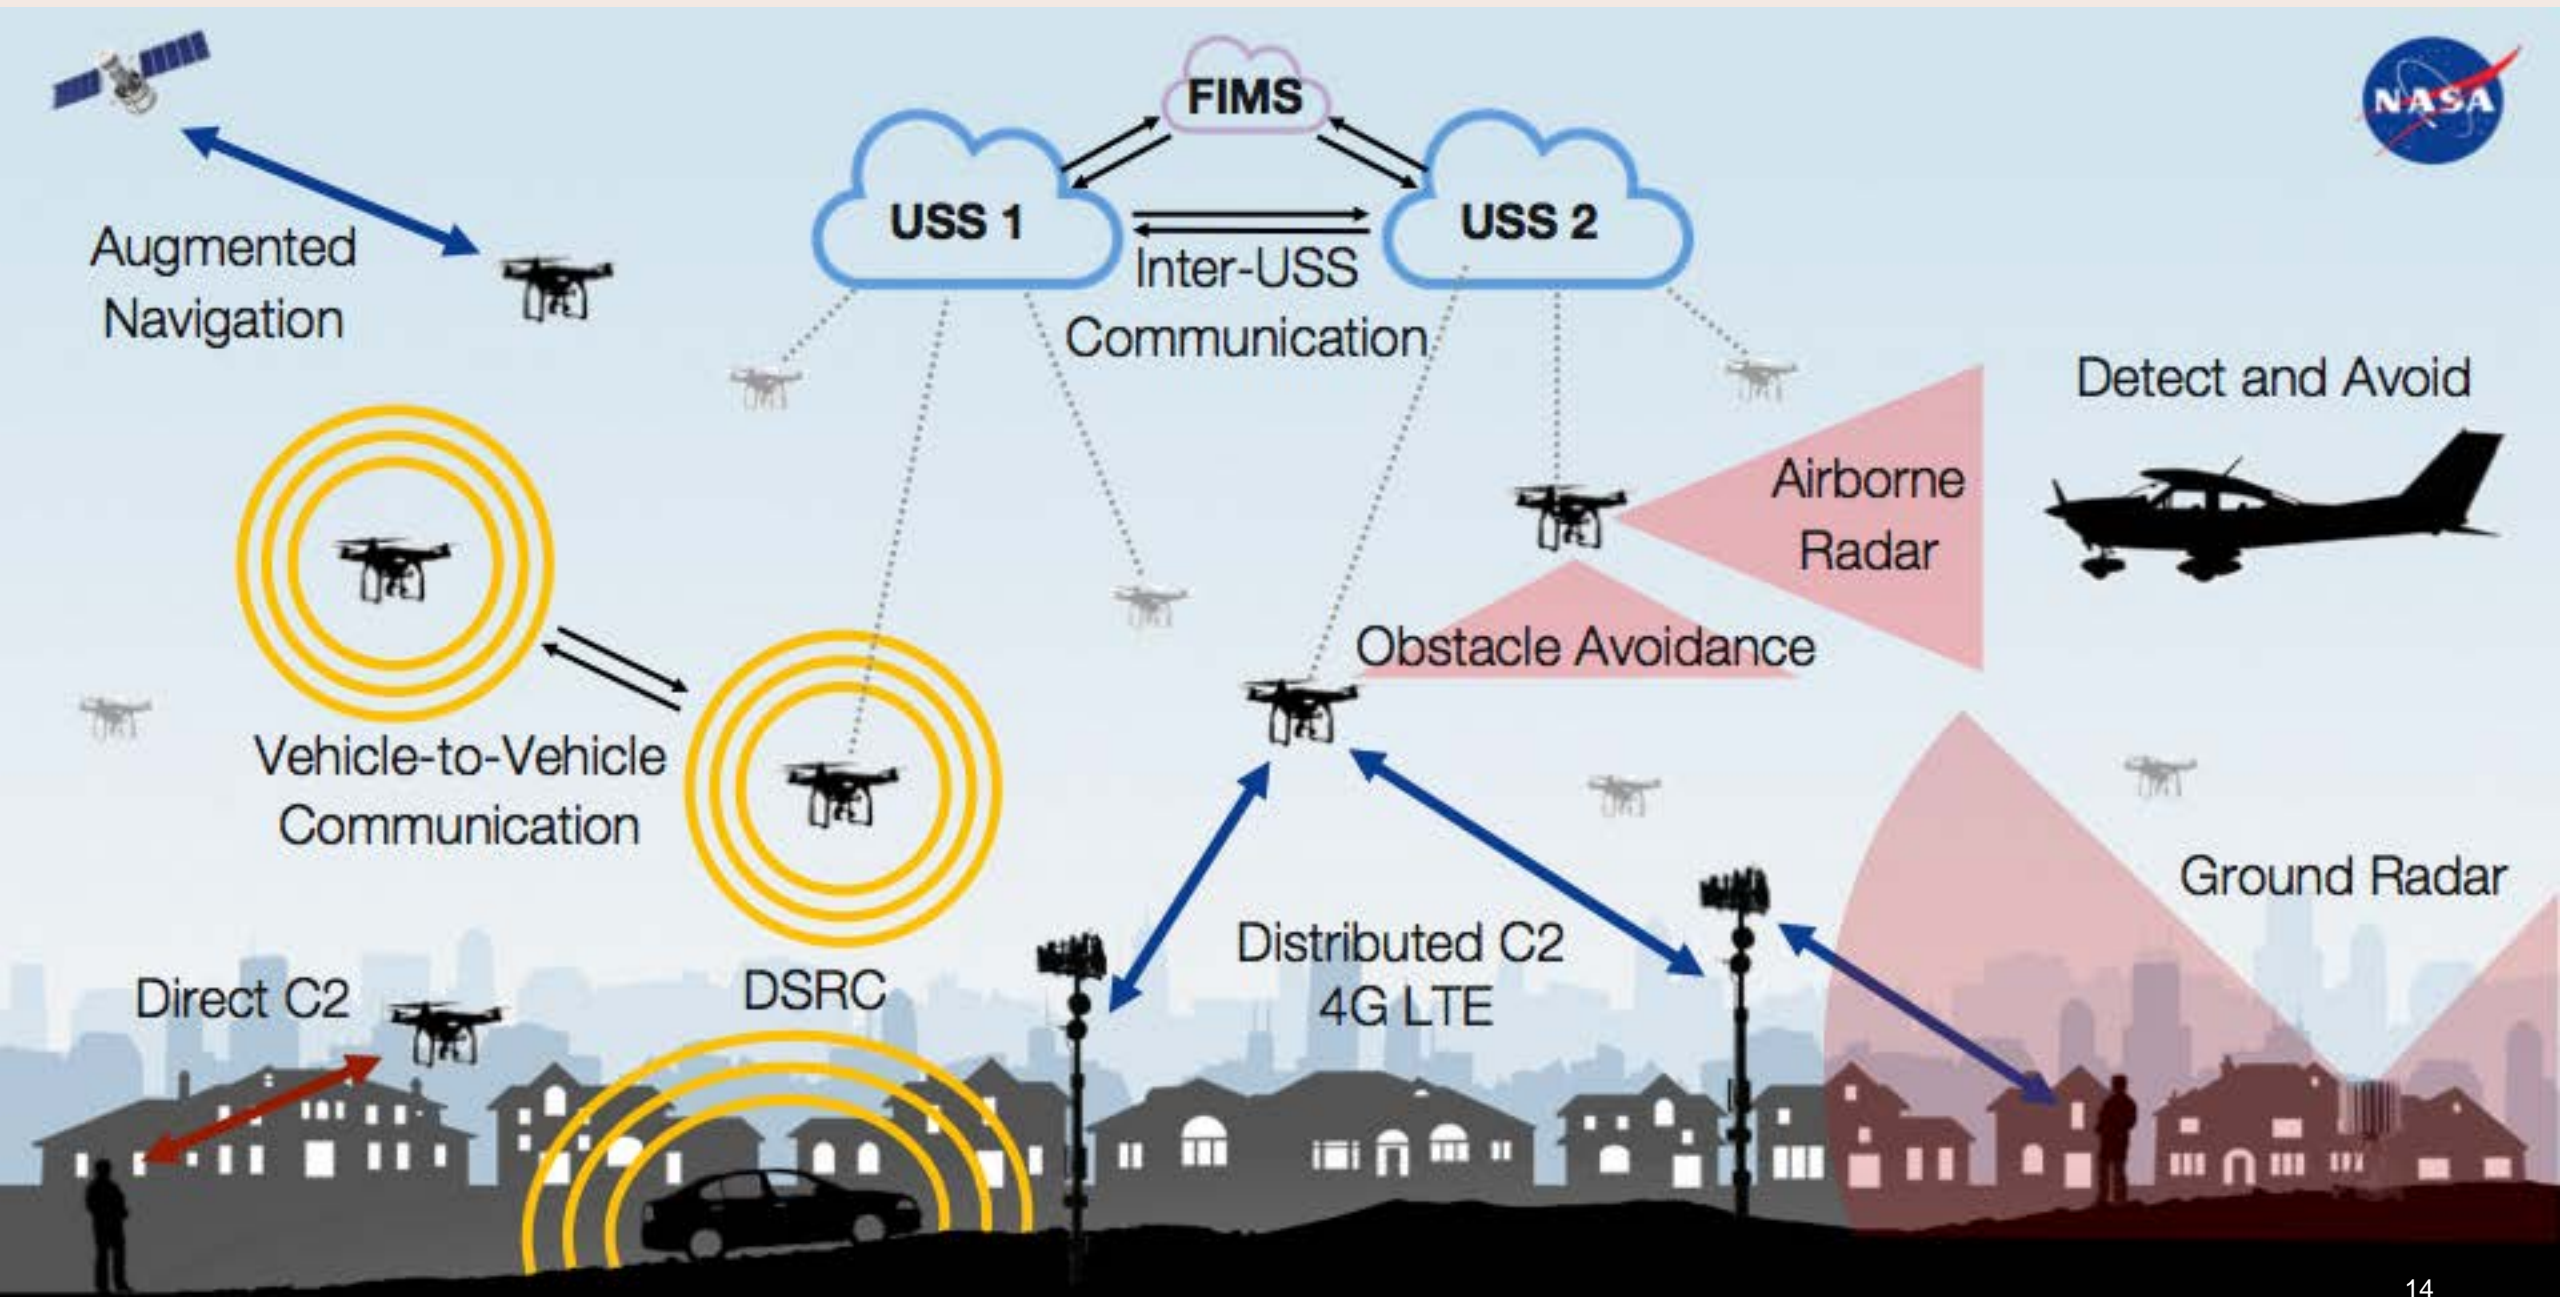 FIMS
NASA
USS 1
USS 2
Augmented
Navigation
Inter-USS
Communication
Detect and Avoid
Airborne
Radar
Obstacle Avoidance
Vehicle-to-Vehicle
Communication
Ground Radar
Distributed C2
4G LTE
Direct C2
DSRC
14